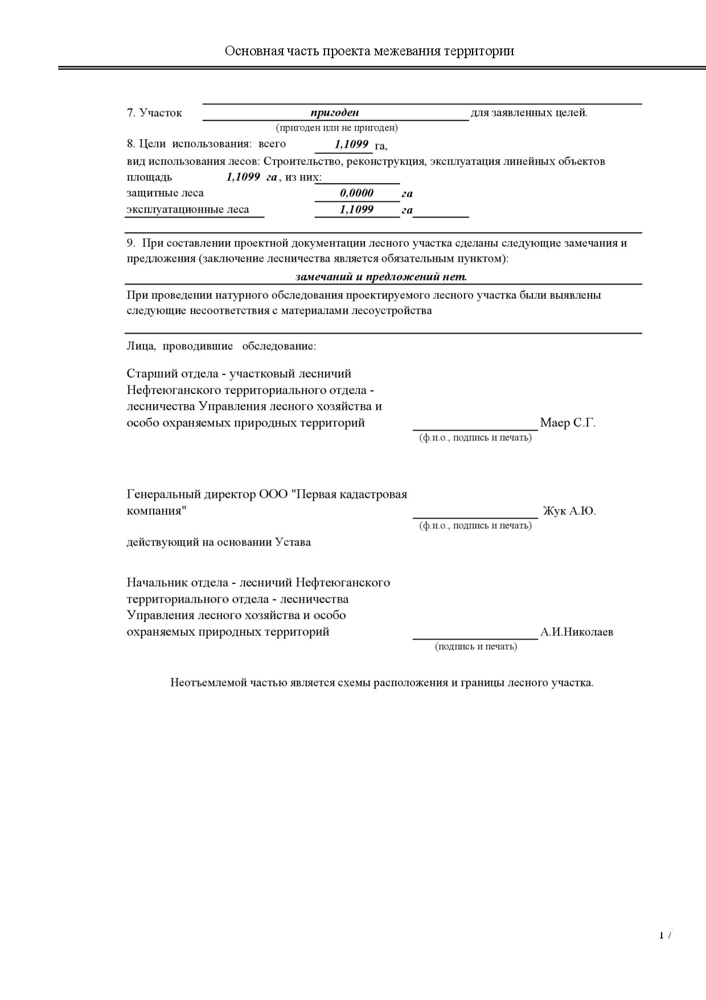 Основная часть проекта межевания территории
7. Участок пригоден для заявленных целей.
(пригоден или не пригоден)
8. Цели использования: всего 1,1099 га,
вид использования лесов: Строительство, реконструкция, эксплуатация линейных объектов
площадь 1,1099 га, из них:
защитные леса 0,0000 га
эксплуатационные леса 1,1099 га
9. При составлении проектной документации лесного участка сделаны следующие замечания и
предложения (заключение лесничества является обязательным пунктом):
замечаний и предложений нет.
При проведении натурного обследования проектируемого лесного участка были выявлены
следующие несоответствия с материалами лесоустройства
Лица, проводившие обследование:
Старший отдела - участковый лесничий
Нефтеюганского территориального отдела -
лесничества Управления лесного хозяйства и
особо охраняемых природных территорий Маер С.Г.
(ф.и.о., подпись и печать)
Генеральный директор ООО "Первая кадастровая
компания" Жук А.Ю.
(ф.и.о., подпись и печать)
действующий на основании Устава
Начальник отдела - лесничий Нефтеюганского
территориального отдела - лесничества
Управления лесного хозяйства и особо
охраняемых природных территорий А.И.Николаев
(подпись и печать)
Неотъемлемой частью является схемы расположения и границы лесного участка.